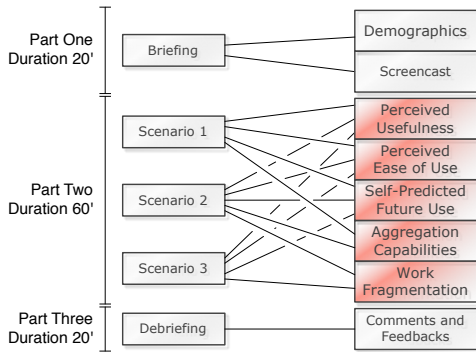 Part One
Duration 20'
Briefing
Demographics
Screencast
Part Two
Duration 60'
Scenario 1
Scenario 2
Scenario 3
Perceived
Usefulness
Perceived
Ease of Use
Self-Predicted
Future Use
Aggregation
Capabilities
Work
Fragmentation
Part Three
Duration 20'
Debriefing
Comments and
Feedbacks